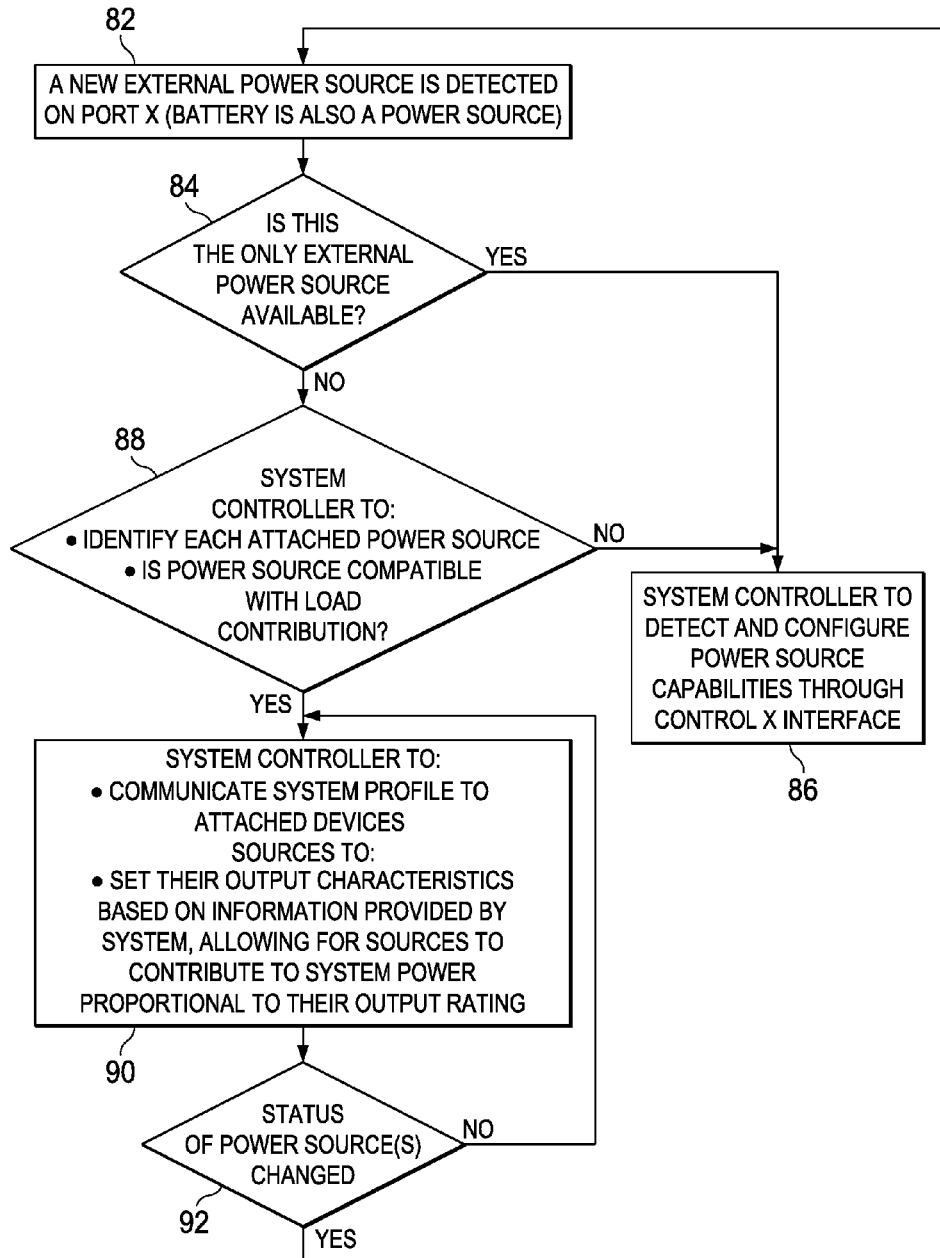 82
A NEW EXTERNAL POWER SOURCE IS DETECTED
ON PORT X (BATTERY IS ALSO A POWER SOURCE)
84
IS THIS
THE ONLY EXTERNAL
POWER SOURCE
AVAILABLE?
YES
NO
88
SYSTEM
CONTROLLER TO:
• IDENTIFY EACH ATTACHED POWER SOURCE
• IS POWER SOURCE COMPATIBLE
WITH LOAD
CONTRIBUTION?
NO
YES
SYSTEM CONTROLLER TO
DETECT AND CONFIGURE
POWER SOURCE
CAPABILITIES THROUGH
CONTROL X INTERFACE
86
SYSTEM CONTROLLER TO:
• COMMUNICATE SYSTEM PROFILE TO
ATTACHED DEVICES
SOURCES TO:
• SET THEIR OUTPUT CHARACTERISTICS
BASED ON INFORMATION PROVIDED BY
SYSTEM, ALLOWING FOR SOURCES TO
CONTRIBUTE TO SYSTEM POWER
PROPORTIONAL TO THEIR OUTPUT RATING
90
STATUS
OF POWER SOURCE(S)
CHANGED
NO
92
YES